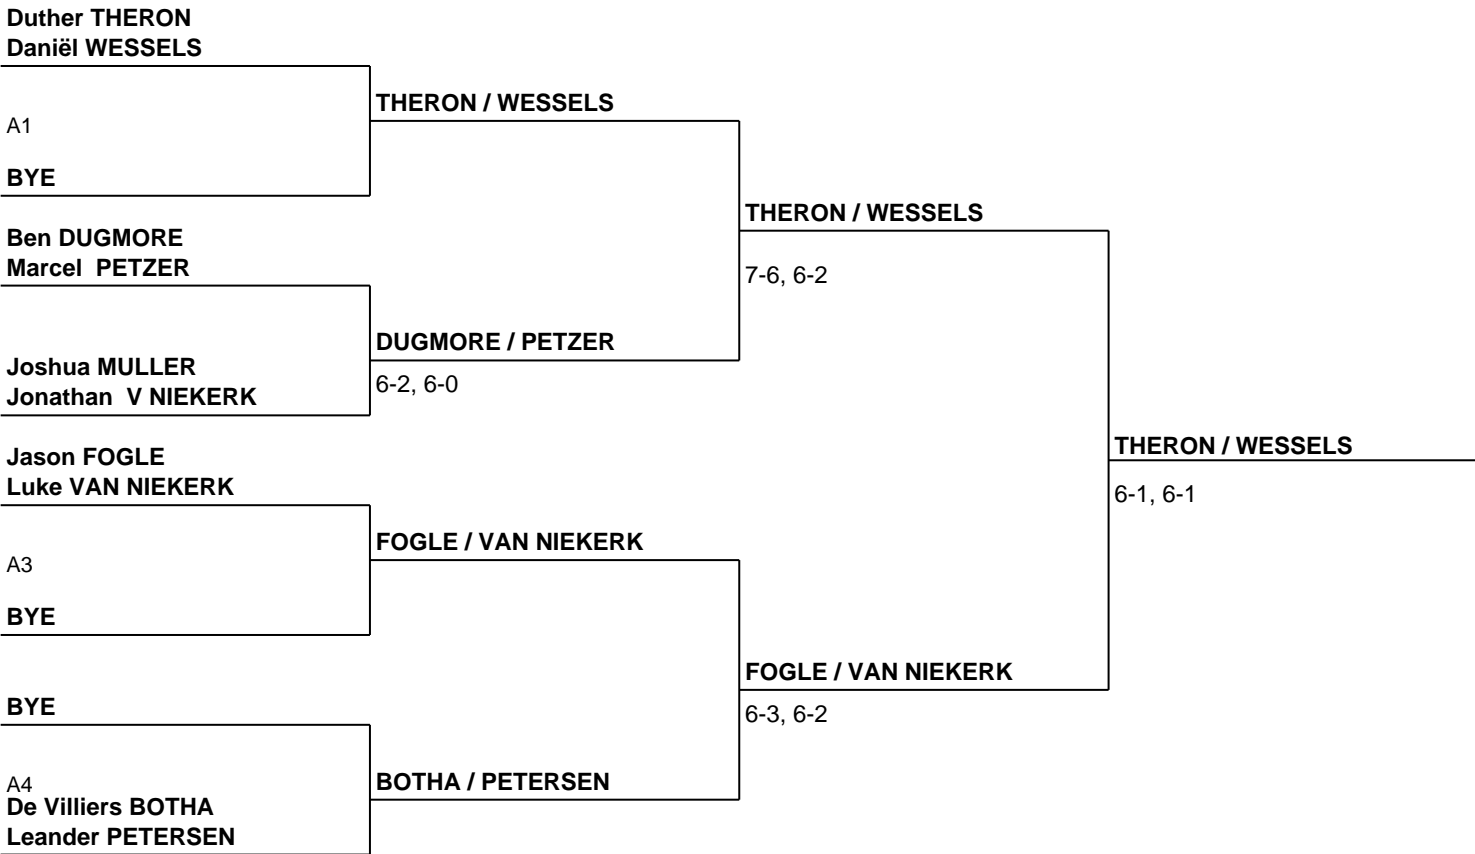 Duther THERON
Daniël WESSELS
THERON / WESSELS
A1
BYE
THERON / WESSELS
Ben DUGMORE
Marcel  PETZER
7-6, 6-2
DUGMORE / PETZER
Joshua MULLER
6-2, 6-0
Jonathan  V NIEKERK
THERON / WESSELS
Jason FOGLE
Luke VAN NIEKERK
6-1, 6-1
FOGLE / VAN NIEKERK
A3
BYE
FOGLE / VAN NIEKERK
BYE
6-3, 6-2
BOTHA / PETERSEN
A4
De Villiers BOTHA
Leander PETERSEN